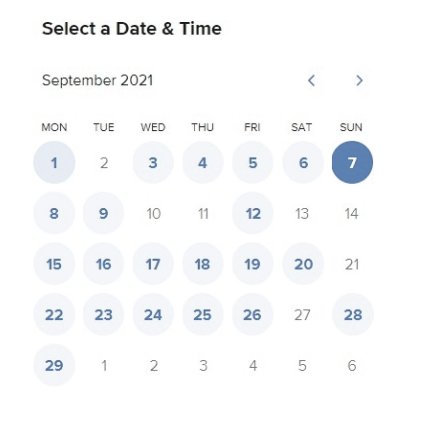 Select a Date & Time
September 2021
MON TUE WED THU FRI SAT SUN
1 2 3 4 5 6 7
8 9 10 11 12 13 14
15 16 17 18 19 20 21
22 23 24 25 26 27 28
29 1 2 3 4 5 6